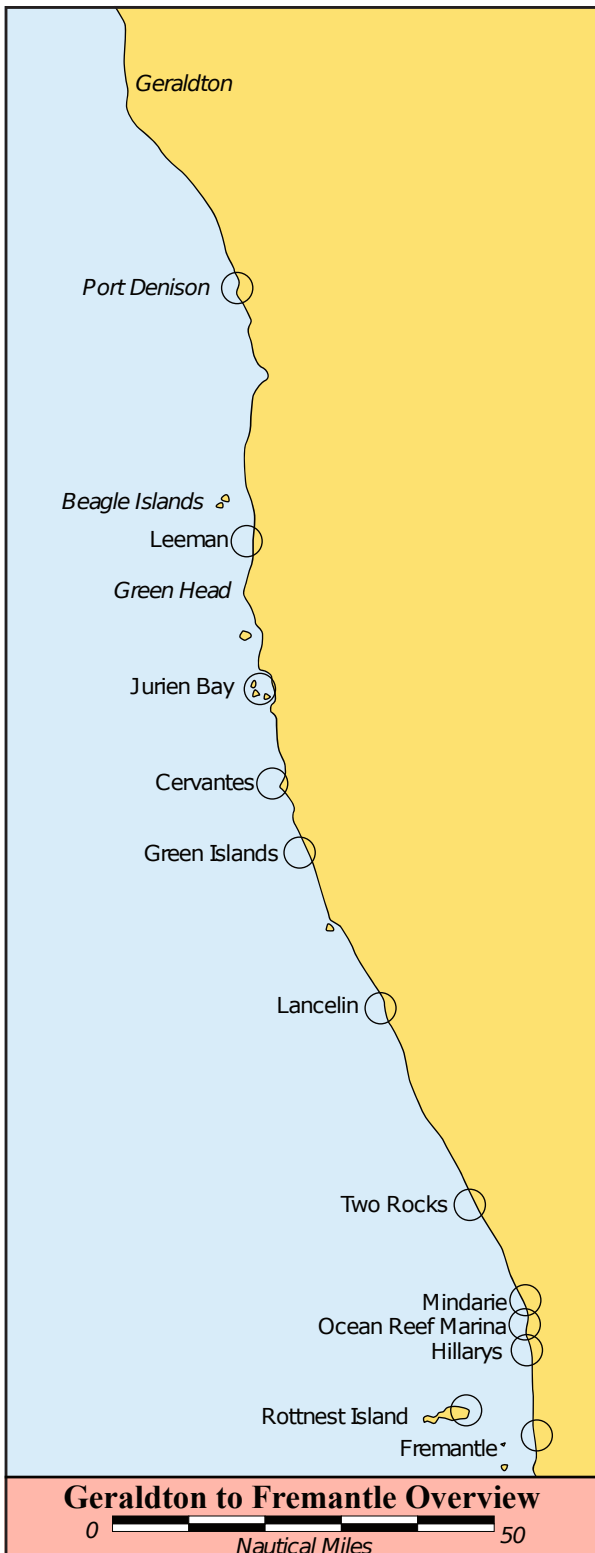 Geraldton
Port Denison
Beagle Islands
Leeman
Green Head
Jurien Bay
Cervantes
Green Islands
Lancelin
Two Rocks
Mindarie
Ocean Reef Marina
Hillarys
Rottnest Island
Fremantle
Geraldton to Fremantle Overview
0 50
Nautical Miles